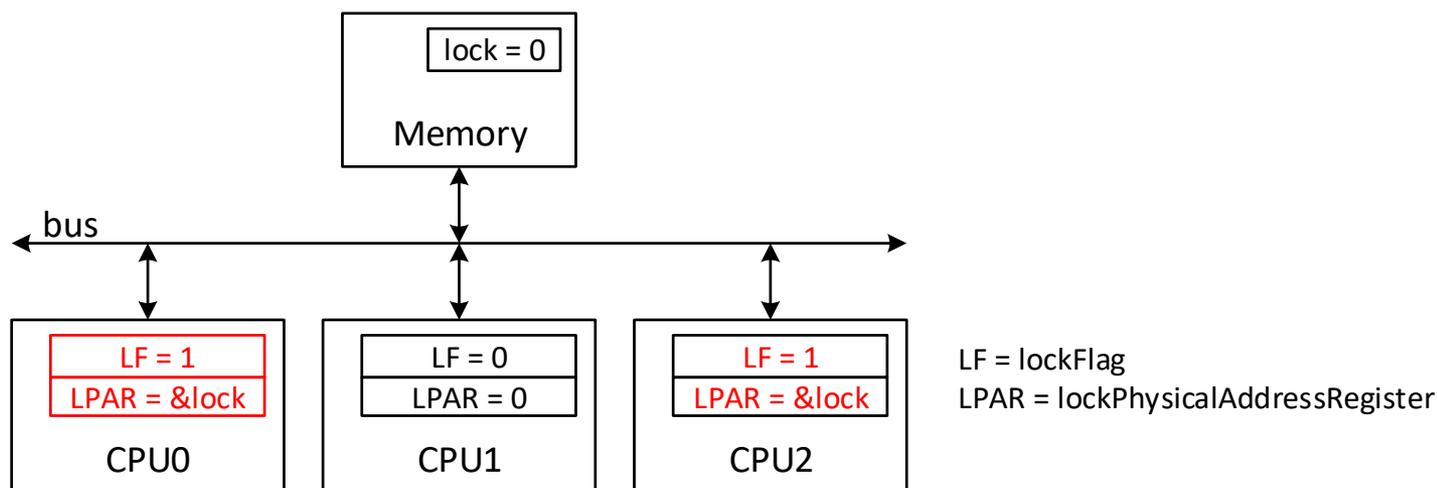 lock = 0
Memory
bus
LF = 1
LPAR = &lock
CPU0
LF = 0
LPAR = 0
CPU1
LF = 1
LPAR = &lock
CPU2
LF = lockFlag
LPAR = lockPhysicalAddressRegister